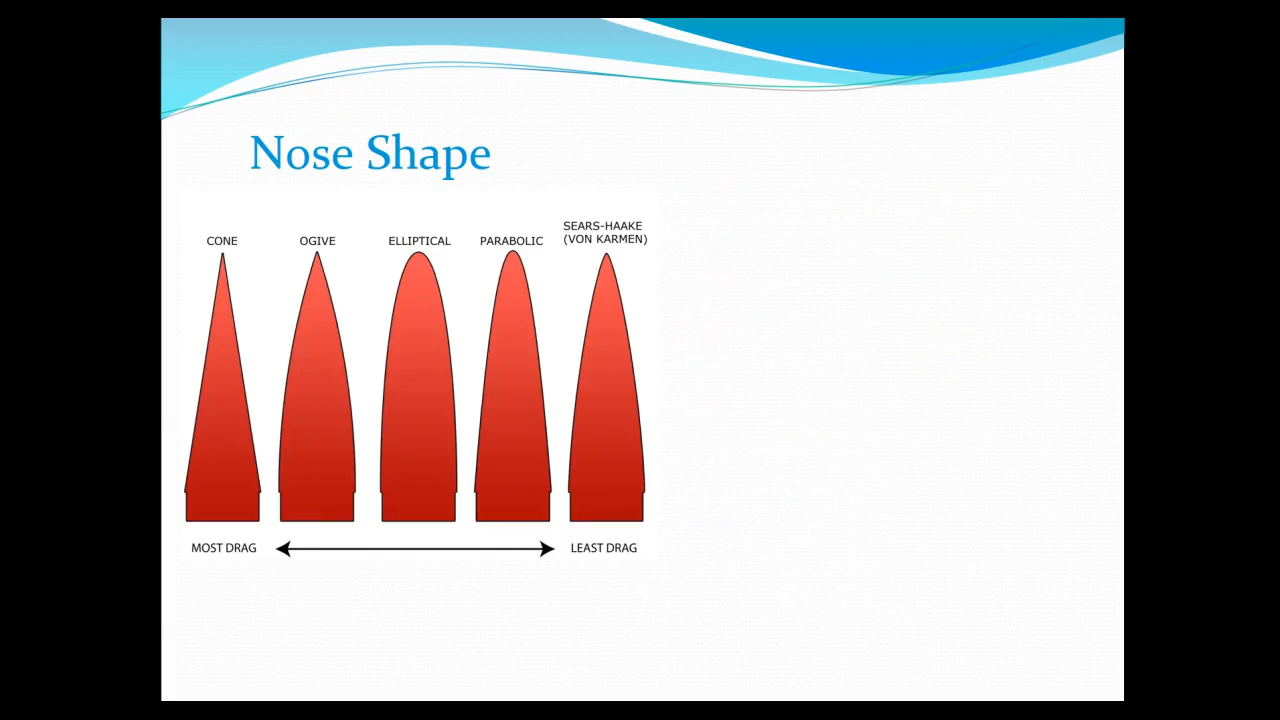 Nose Shape
CONE
OGIVE
ELLIPTICAL
PARABOLIC
SEARS-HAAKE
(VON KARMEN)
MOST DRAG
LEAST DRAG